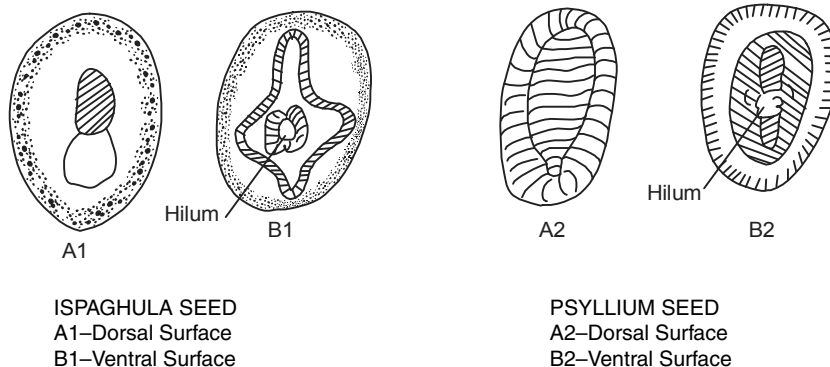 Hilum
A1
B1
Hilum
A2
B2
ISPAGHULA SEED
A1–Dorsal Surface
B1–Ventral Surface
PSYLLIUM SEED
A2–Dorsal Surface
B2–Ventral Surface